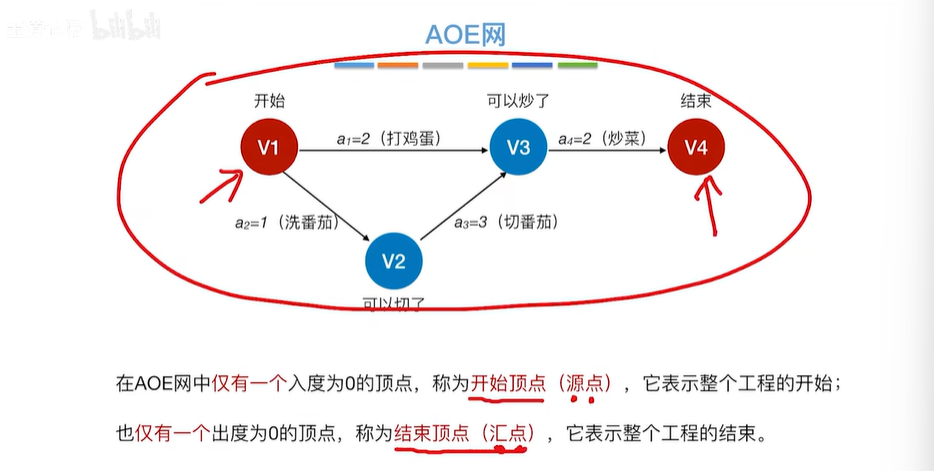 bilibili
AOE网
开始
可以炒了
结束
V1
a₁=2（打鸡蛋）
V3
a₄=2（炒菜）
V4
a₂=1（洗番茄）
a₃=3（切番茄）
V2
可以切了
在AOE网中仅有一个入度为0的顶点，称为开始顶点（源点），它表示整个工程的开始；
也仅有一个出度为0的顶点，称为结束顶点（汇点），它表示整个工程的结束。